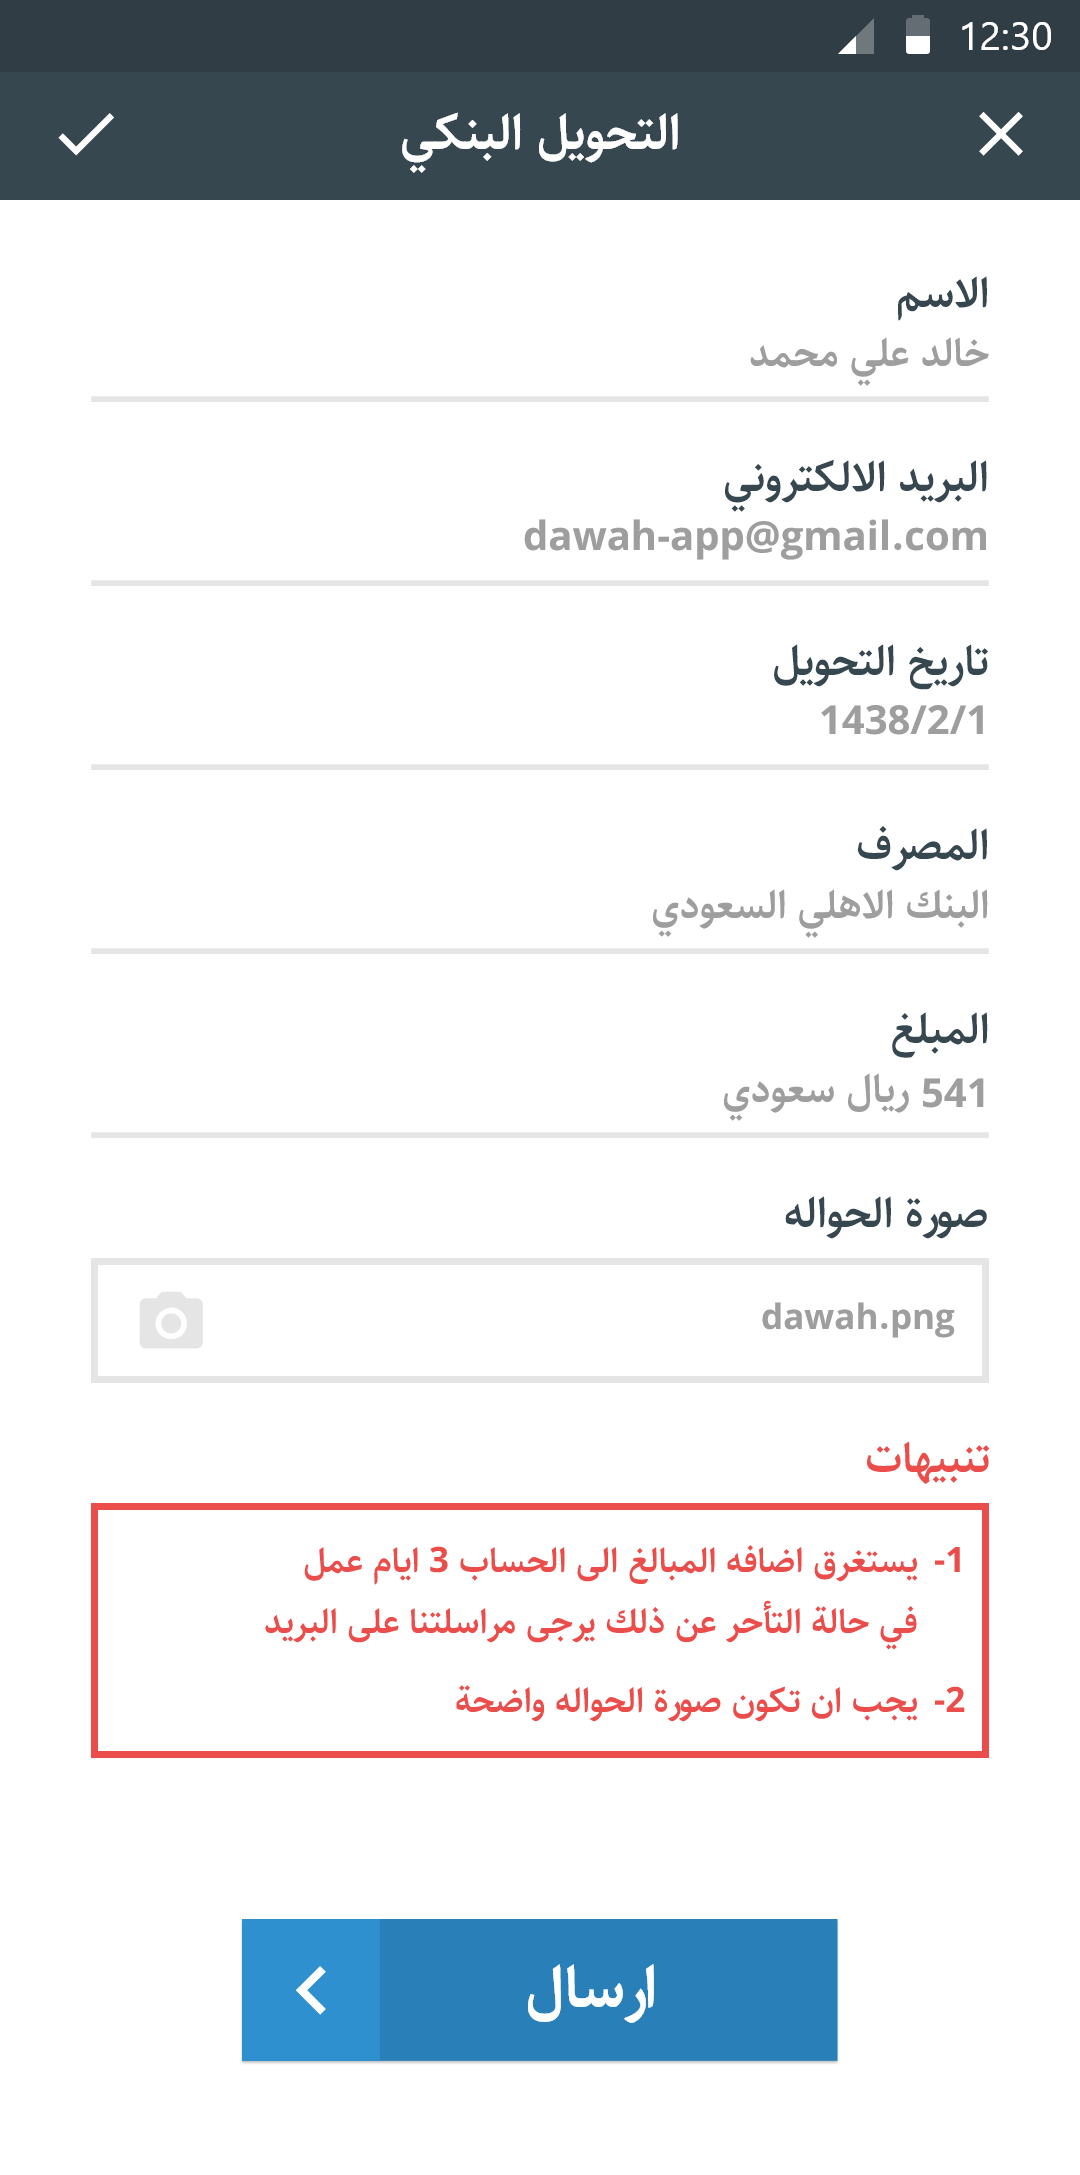 12:30
التحويل البنكي
الاسم
خالد علي محمد
البريد الالكتروني
dawah-app@gmail.com
تاريخ التحويل
1438/2/1
المصرف
البنك الاهلي السعودي
المبلغ
541 ريال سعودي
صورة الحواله
dawah.png
تنبيهات
1- يستغرق اضافه المبالغ الى الحساب 3 ايام عمل
في حالة التأحر عن ذلك يرجى مراسلتنا على البريد
2- يجب ان تكون صورة الحواله واضحة
ارسال